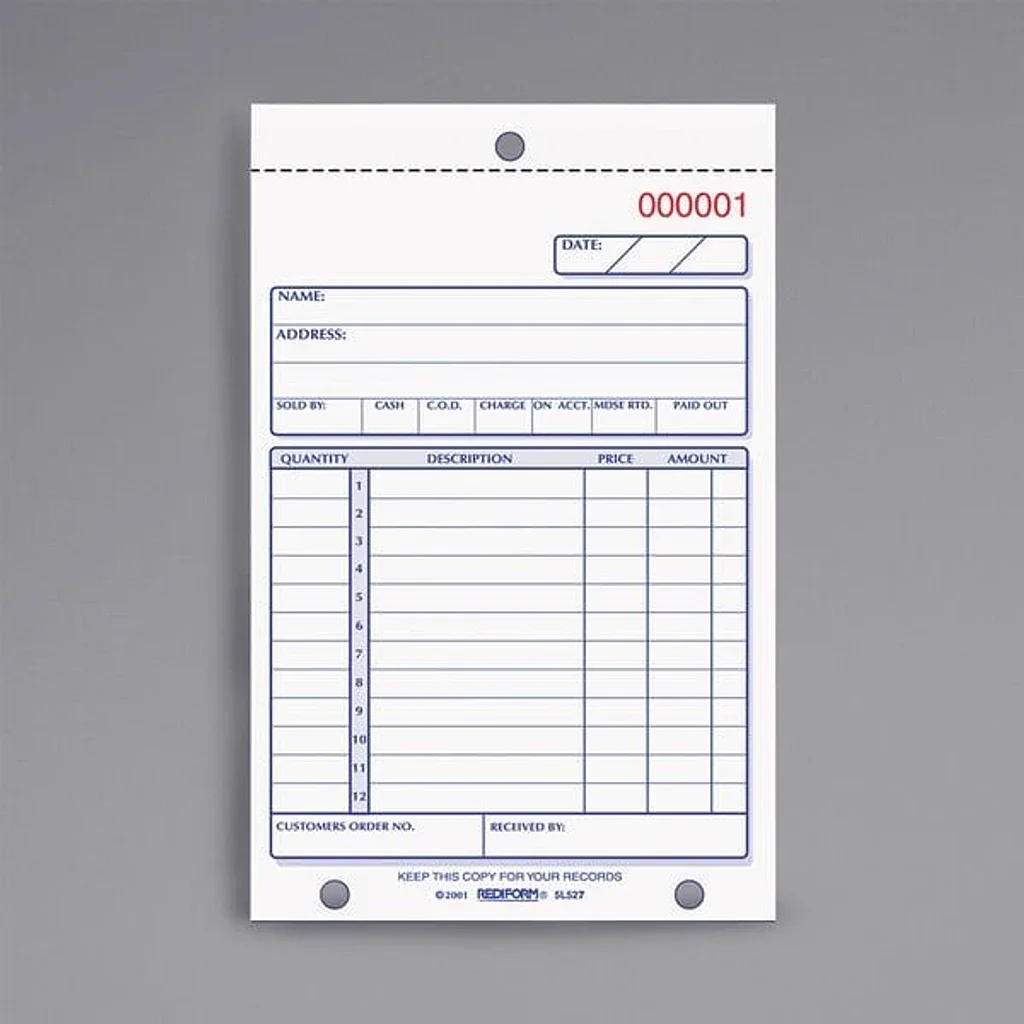 000001
DATE:
NAME:
ADDRESS:
SOLD BY: CASH C.O.D. CHARGE ON ACCT. MDSE RTD. PAID OUT
QUANTITY DESCRIPTION PRICE AMOUNT
1
2
3
4
5
6
7
8
9
10
11
12
CUSTOMERS ORDER NO. RECEIVED BY:
KEEP THIS COPY FOR YOUR RECORDS
©2001 REDIFORM® 5L527